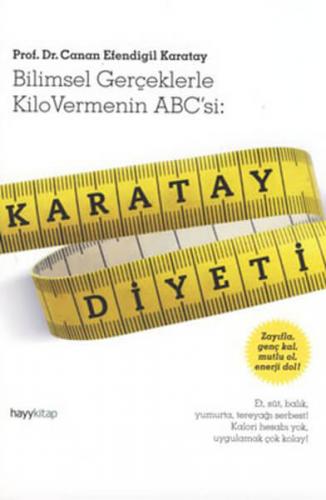 Prof. Dr. Canan Efendigil Karatay
Bilimsel Gerçeklerle
KiloVermenin ABC'si:
KARATAY
DİYETİ
Zayıfla,
genç kal,
mutlu ol,
enerji dol!
Et, süt, balık,
yumurta, tereyağı serbest!
Kalori hesabı yok,
uygulamak çok kolay!
hayykitap